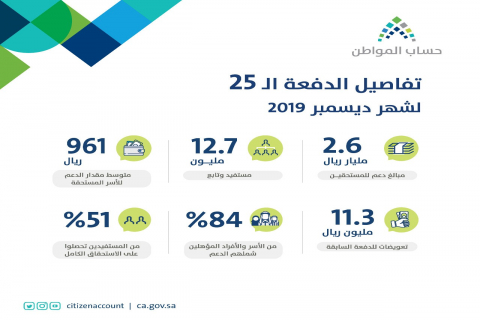 حساب المواطن
تفاصيل الدفعة الـ 25
لشهر ديسمبر 2019
2.6
مليار ريال
مبالغ دعم للمستحقين
12.7
مليون
مستفيد وتابع
961
ريال
متوسط مقدار الدعم
للأسر المستحقة
11.3
مليون ريال
تعويضات للدفعة السابقة
%84
من الأسر والأفراد المؤهلين
شملهم الدعم
%51
من المستفيدين تحصلوا
على الاستحقاق الكامل
citizenaccount | ca.gov.sa